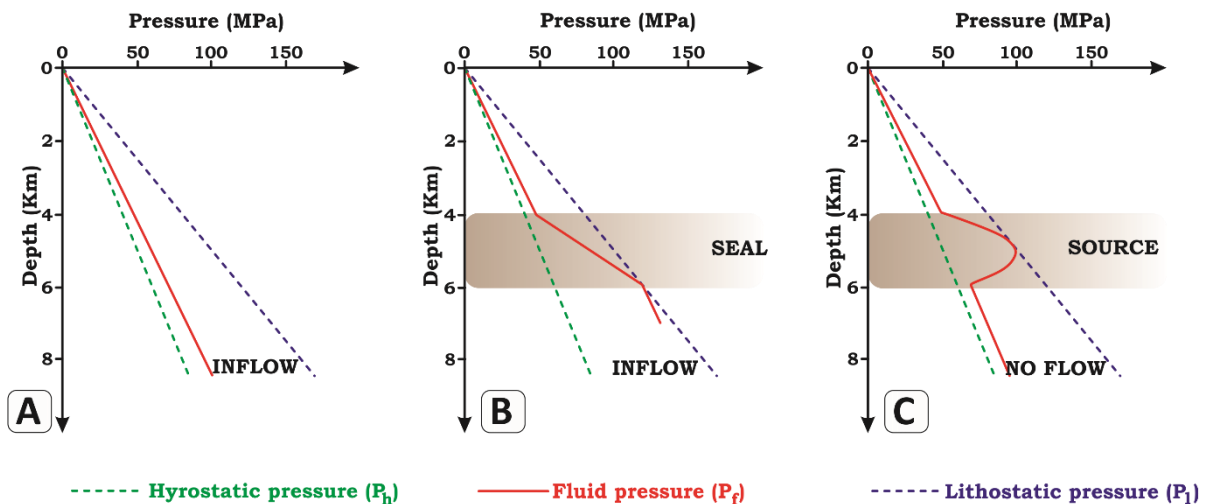 Pressure (MPa)
0 50 100 150
0
2
4
6
8
Depth (Km)
INFLOW
A
Pressure (MPa)
0 50 100 150
0
2
4
6
8
Depth (Km)
SEAL
INFLOW
B
Pressure (MPa)
0 50 100 150
0
2
4
6
8
Depth (Km)
SOURCE
NO FLOW
C
Hyrostatic pressure (Ph)
Fluid pressure (Pf)
Lithostatic pressure (Pl)